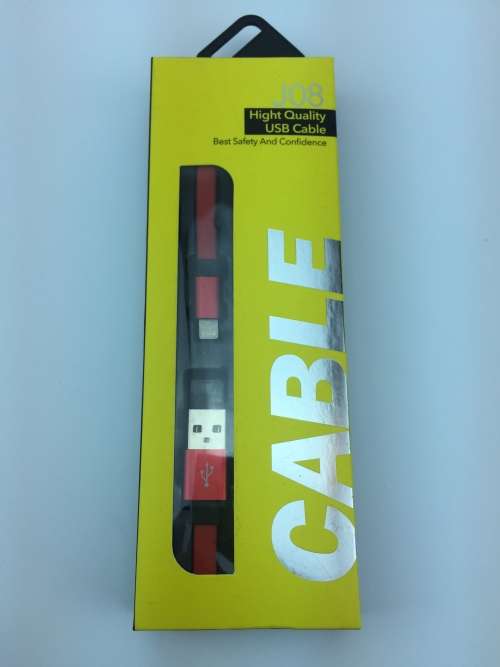 J08
Hight Quality
USB Cable
Best Safety And Confidence
CABLE